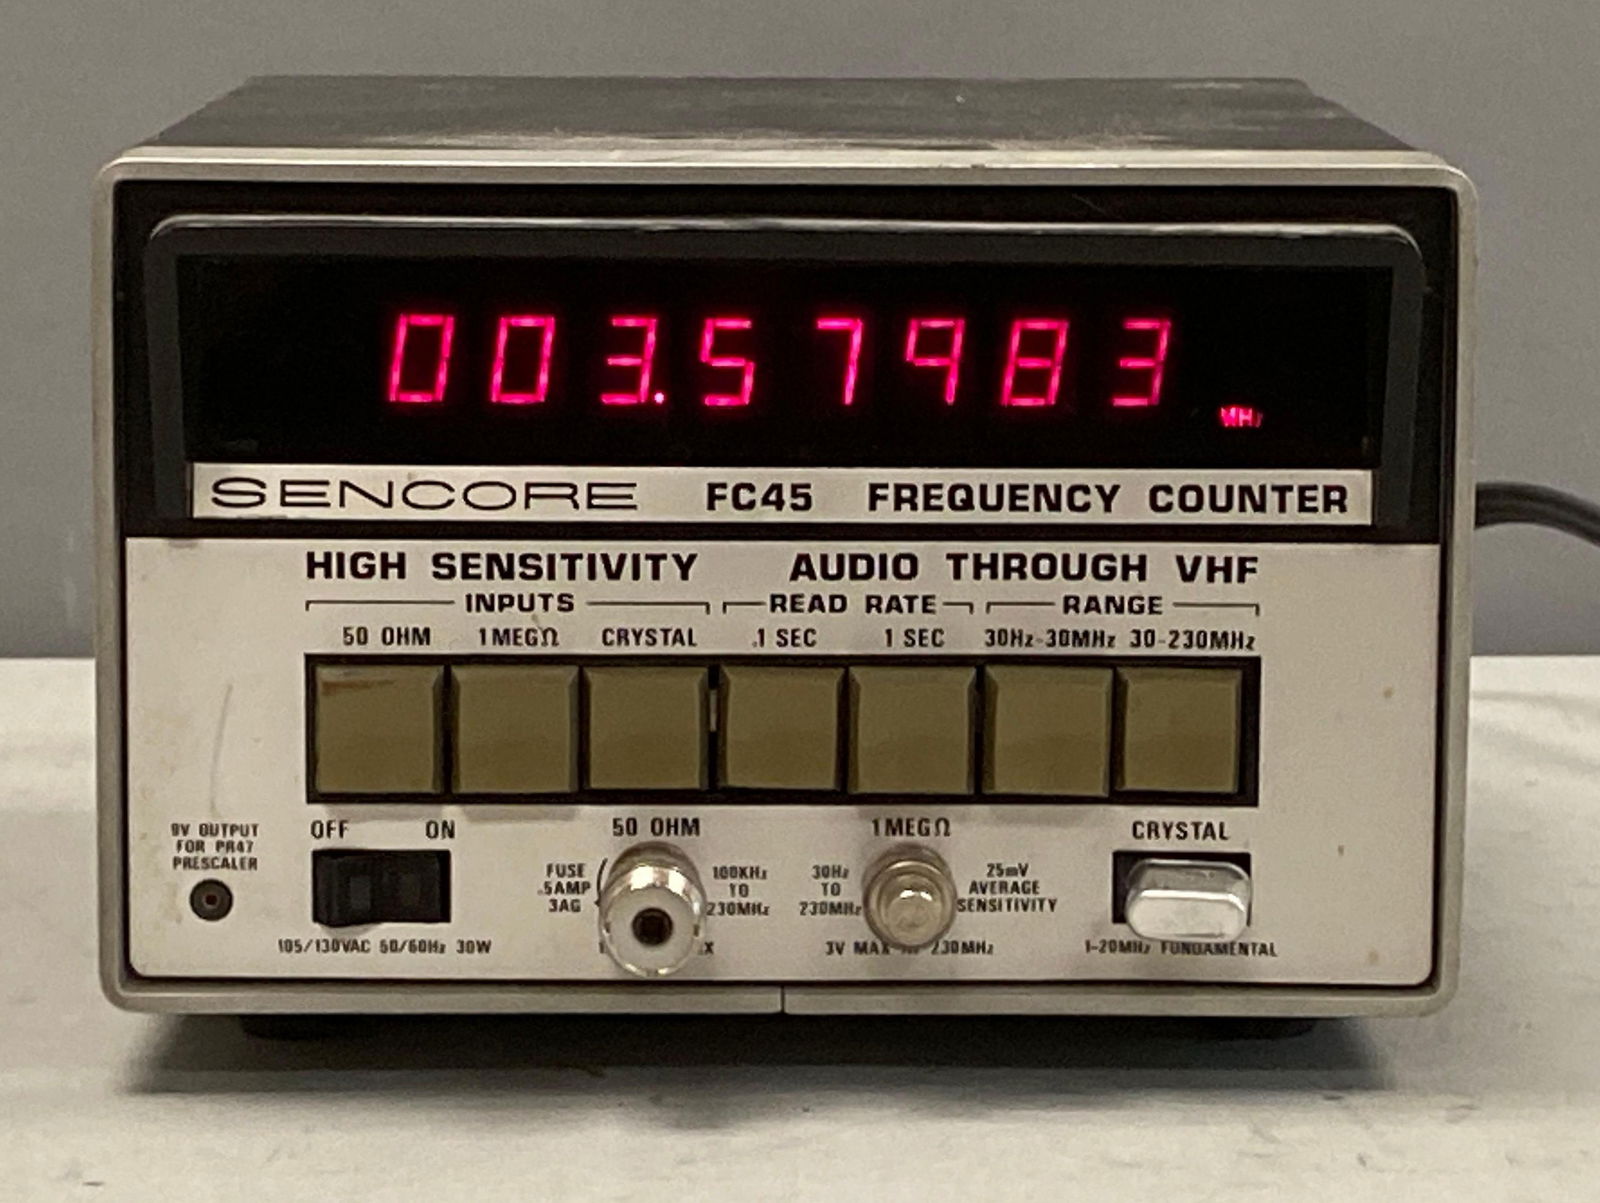 003.57983 MHz
SENCORE FC45 FREQUENCY COUNTER
HIGH SENSITIVITY AUDIO THROUGH VHF
INPUTS READ RATE RANGE
50 OHM 1MEGΩ CRYSTAL .1 SEC 1 SEC 30Hz-30MHz 30-230MHz
9V OUTPUT
FOR PR47
PRESCALER
OFF ON
105/130VAC 50/60Hz 30W
50 OHM
FUSE
.5AMP
3AG
100KHz
TO
230MHz
1MEGΩ
30Hz
TO
230MHz
25mV
AVERAGE
SENSITIVITY
3V MAX 230MHz
CRYSTAL
1-20MHz FUNDAMENTAL